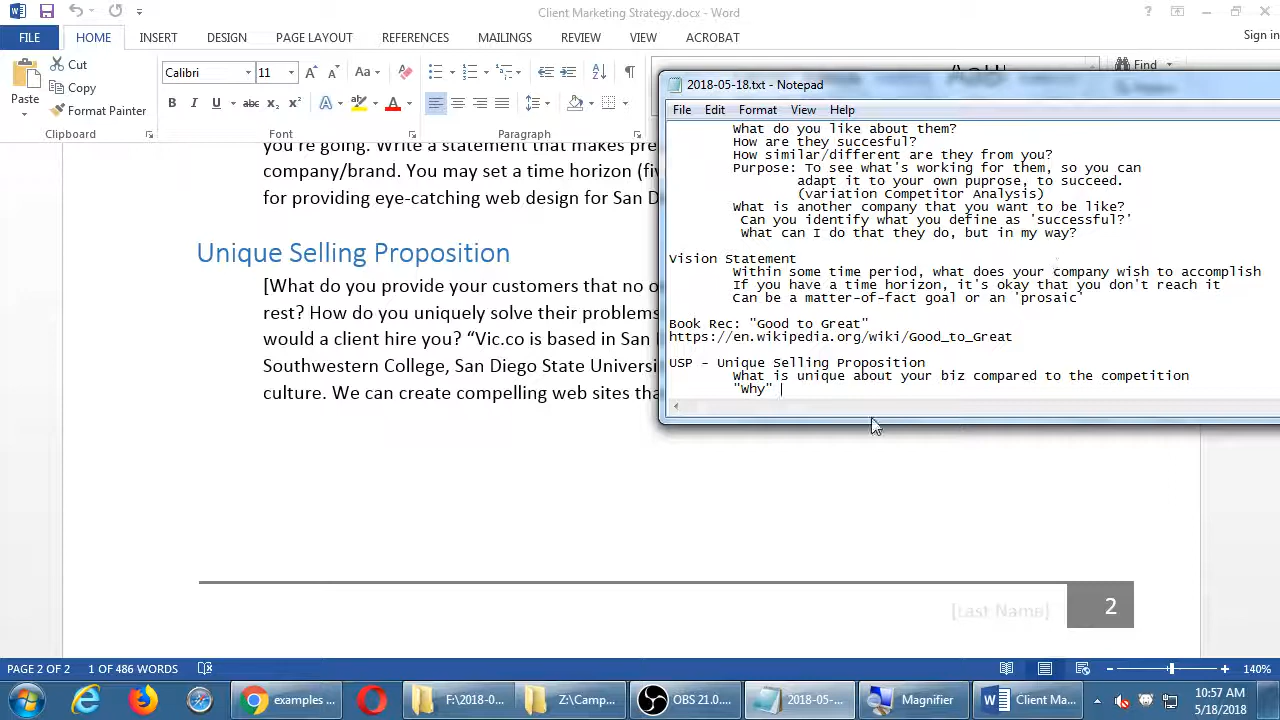 Client Marketing Strategy.docx - Word
FILE HOME INSERT DESIGN PAGE LAYOUT REFERENCES MAILINGS REVIEW VIEW ACROBAT Sign in
Paste Cut
Copy
Format Painter
Calibri 11
Find
Clipboard Font Paragraph
you're going. Write a statement that makes pre
company/brand. You may set a time horizon (fiv
for providing eye-catching web design for San D
Unique Selling Proposition
[What do you provide your customers that no o
rest? How do you uniquely solve their problems
would a client hire you? “Vic.co is based in San
Southwestern College, San Diego State Universi
culture. We can create compelling web sites tha
[Last Name] 2
2018-05-18.txt - Notepad
File Edit Format View Help
What do you like about them?
How are they succesful?
How similar/different are they from you?
Purpose: To see what's working for them, so you can
adapt it to your own puprose, to succeed.
(variation Competitor Analysis)
What is another company that you want to be like?
Can you identify what you define as 'successful?'
What can I do that they do, but in my way?
Vision Statement
Within some time period, what does your company wish to accomplish
If you have a time horizon, it's okay that you don't reach it
Can be a matter-of-fact goal or an 'prosaic'
Book Rec: "Good to Great"
https://en.wikipedia.org/wiki/Good_to_Great
USP - Unique Selling Proposition
What is unique about your biz compared to the competition
"Why"
PAGE 2 OF 2 1 OF 486 WORDS 140%
examples F:\2018-0... Z:\Camp... OBS 21.0.... 2018-05-... Magnifier Client Ma...
10:57 AM
5/18/2018